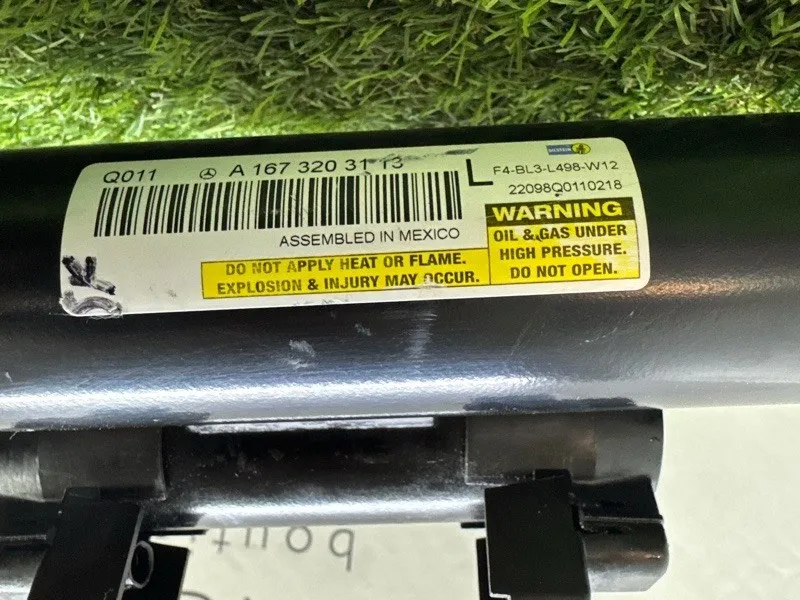 Q011 A 167 320 31 13 L
BILSTEIN
F4-BL3-L498-W12
22098Q0110218
ASSEMBLED IN MEXICO
WARNING
OIL & GAS UNDER
HIGH PRESSURE.
DO NOT OPEN.
DO NOT APPLY HEAT OR FLAME.
EXPLOSION & INJURY MAY OCCUR.